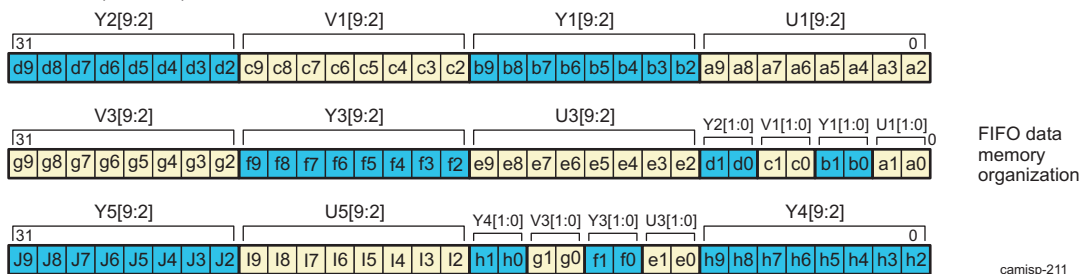 Y2[9:2] V1[9:2] Y1[9:2] U1[9:2]
31 0
d9 d8 d7 d6 d5 d4 d3 d2 c9 c8 c7 c6 c5 c4 c3 c2 b9 b8 b7 b6 b5 b4 b3 b2 a9 a8 a7 a6 a5 a4 a3 a2
V3[9:2] Y3[9:2] U3[9:2] Y2[1:0] V1[1:0] Y1[1:0] U1[1:0]
31 0
g9 g8 g7 g6 g5 g4 g3 g2 f9 f8 f7 f6 f5 f4 f3 f2 e9 e8 e7 e6 e5 e4 e3 e2 d1 d0 c1 c0 b1 b0 a1 a0
FIFO data
memory
organization
Y5[9:2] U5[9:2] Y4[1:0] V3[1:0] Y3[1:0] U3[1:0] Y4[9:2]
31 0
J9 J8 J7 J6 J5 J4 J3 J2 I9 I8 I7 I6 I5 I4 I3 I2 h1 h0 g1 g0 f1 f0 e1 e0 h9 h8 h7 h6 h5 h4 h3 h2
camisp-211